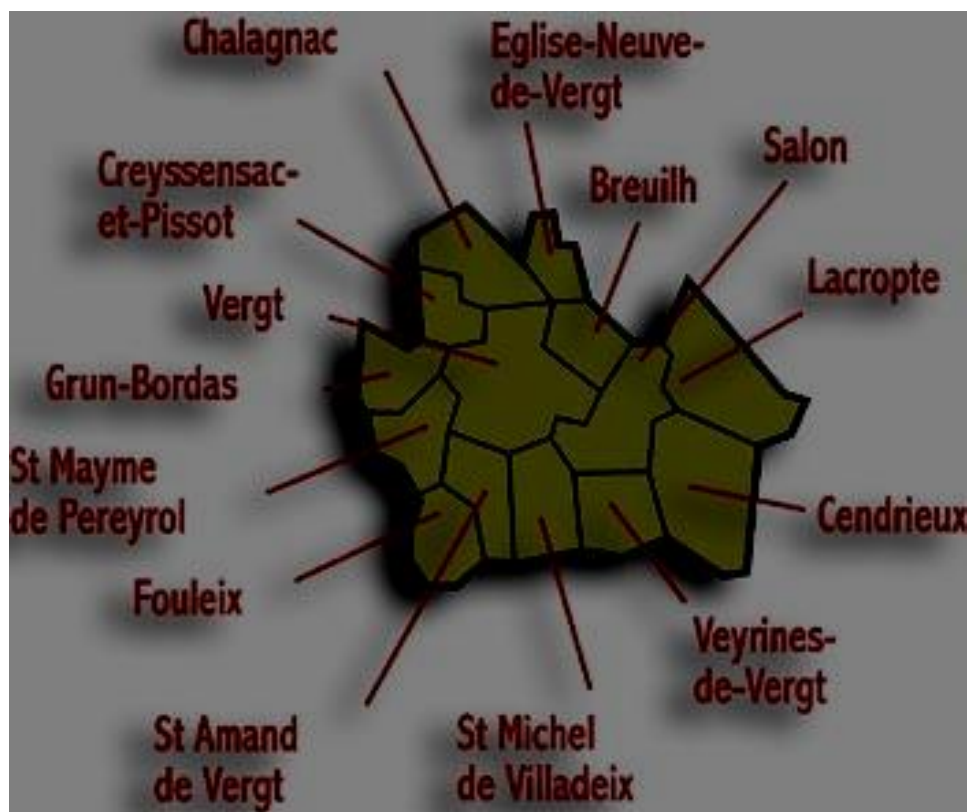 Chalagnac
Eglise-Neuve-
de-Vergt
Salon
Creyssensac-
et-Pissot
Breuilh
Lacropte
Vergt
Grun-Bordas
St Mayme
de Pereyrol
Cendrieux
Fouleix
Veyrines-
de-Vergt
St Amand
de Vergt
St Michel
de Villadeix